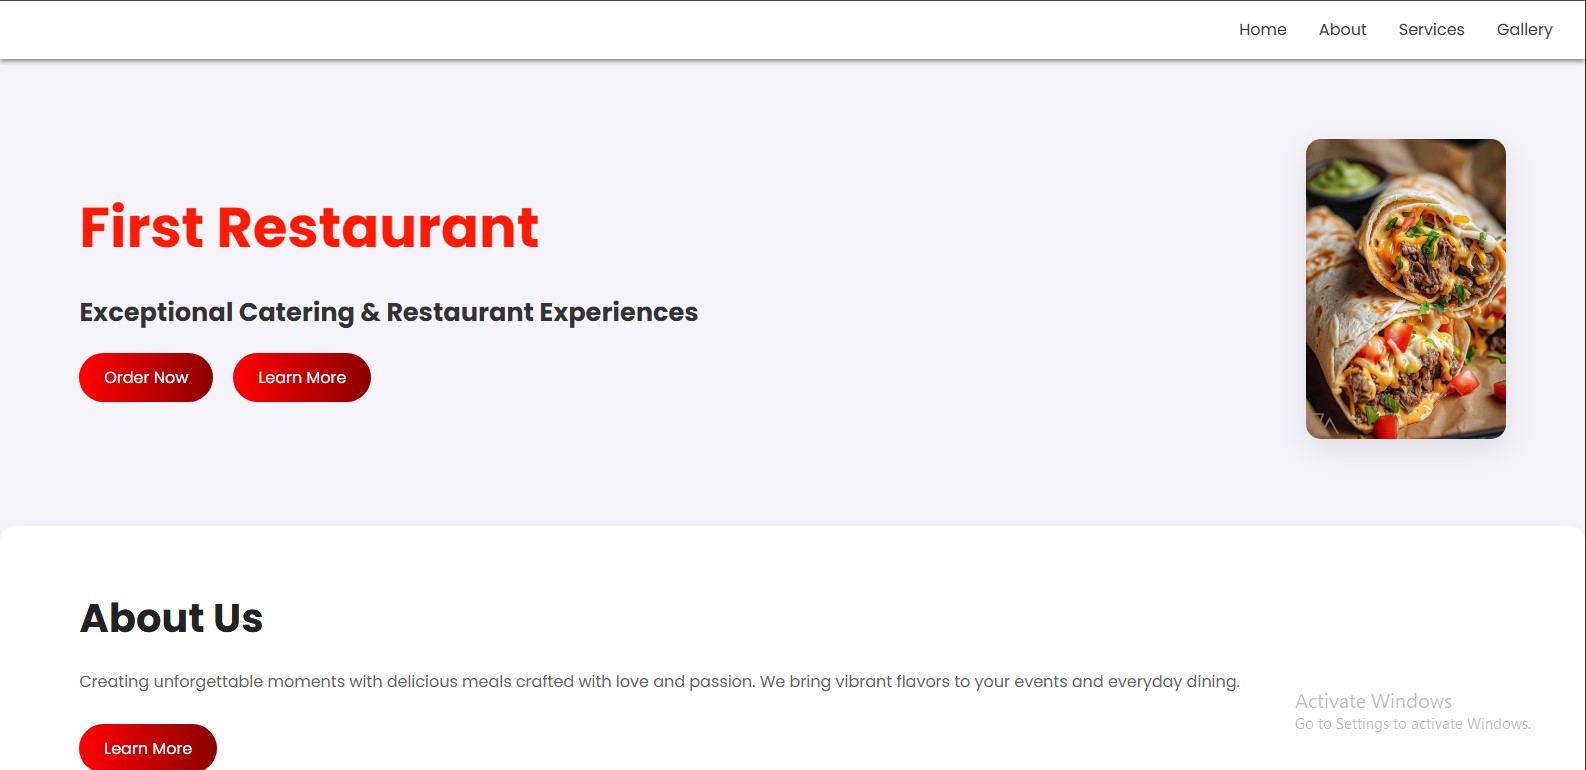 Home About Services Gallery
First Restaurant
Exceptional Catering & Restaurant Experiences
Order Now Learn More
About Us
Creating unforgettable moments with delicious meals crafted with love and passion. We bring vibrant flavors to your events and everyday dining.
Activate Windows
Go to Settings to activate Windows.
Learn More